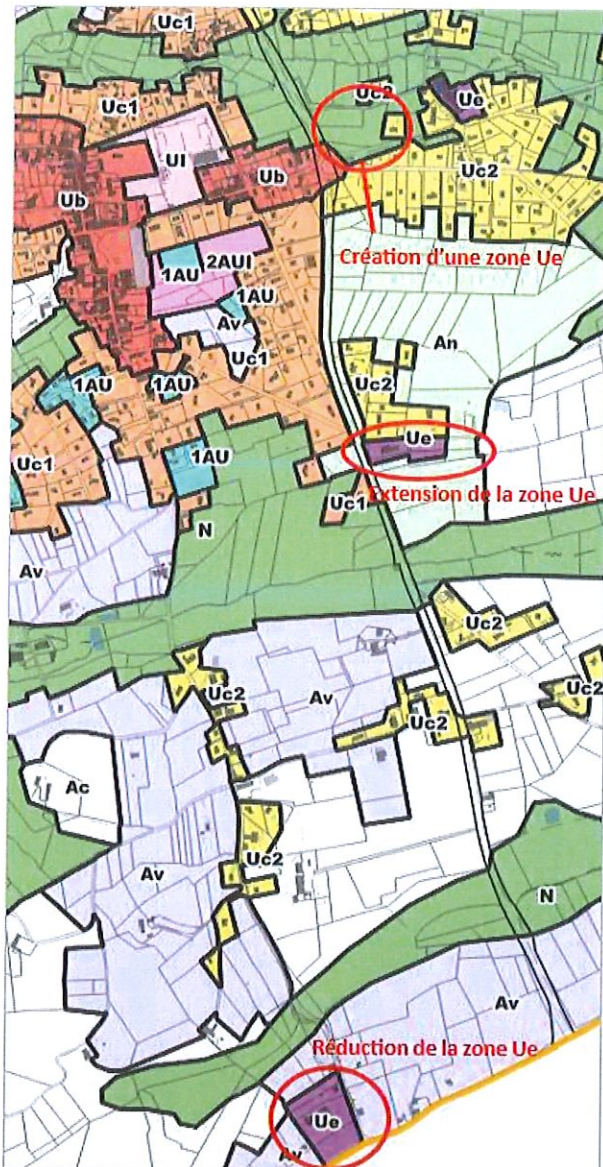 Uc1
Uc2
Ue
Uc1
UI
Ub
Ub
Uc2
Création d'une zone Ue
1AU
2AUI
1AU
Av
An
Uc1
Uc2
1AU
1AU
Ue
1AU
Uc1
Extension de la zone Ue
Uc1
N
Av
Uc2
Uc2
Av
Uc2
Uc2
Ac
Uc2
Av
N
Av
Réduction de la zone Ue
Ue
Av